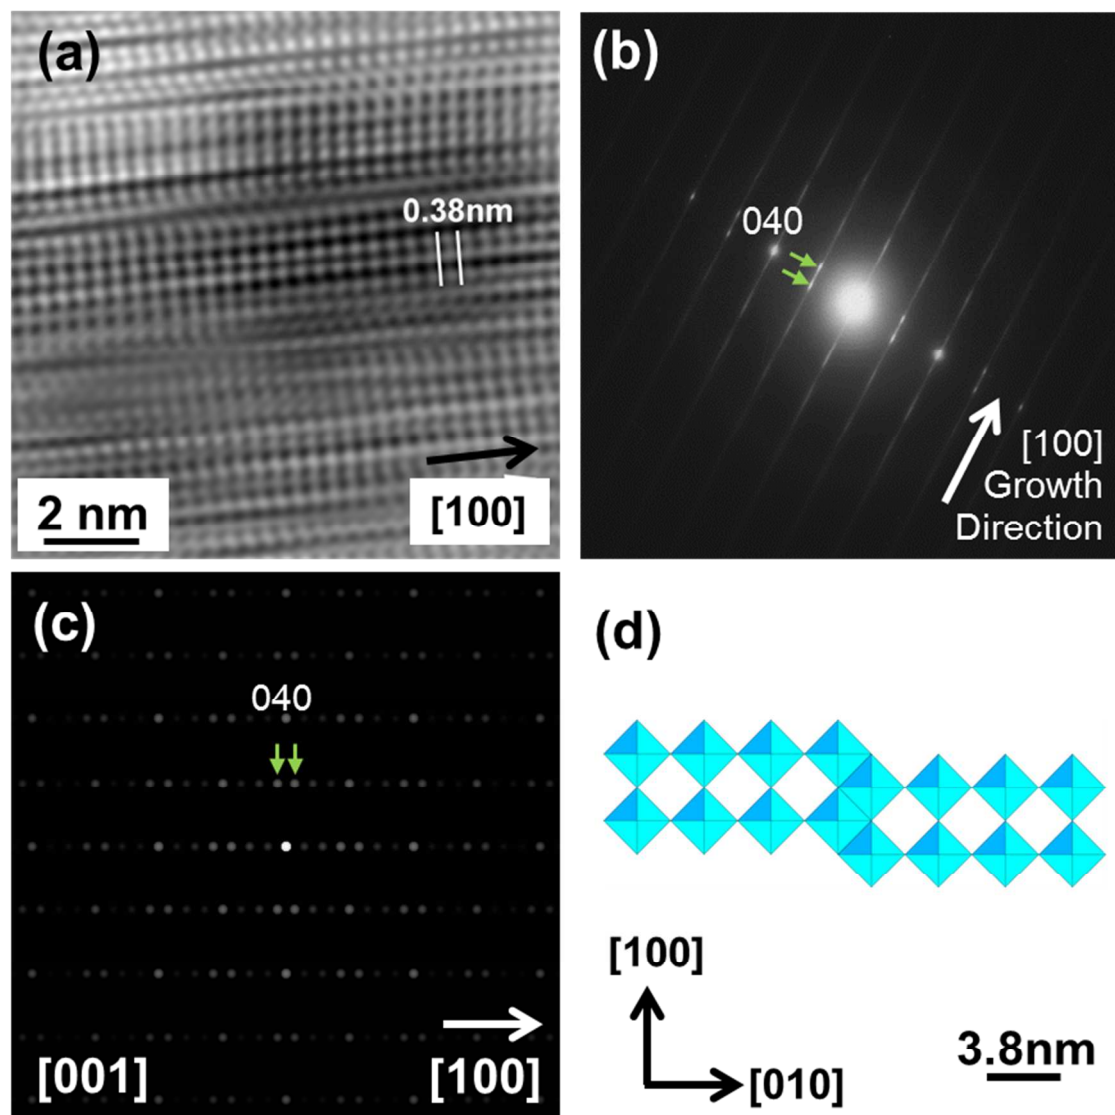 (a)
0.38nm
2 nm
[100]
(b)
040
[100]
Growth
Direction
(c)
040
[001]
[100]
(d)
[100]
[010]
3.8nm